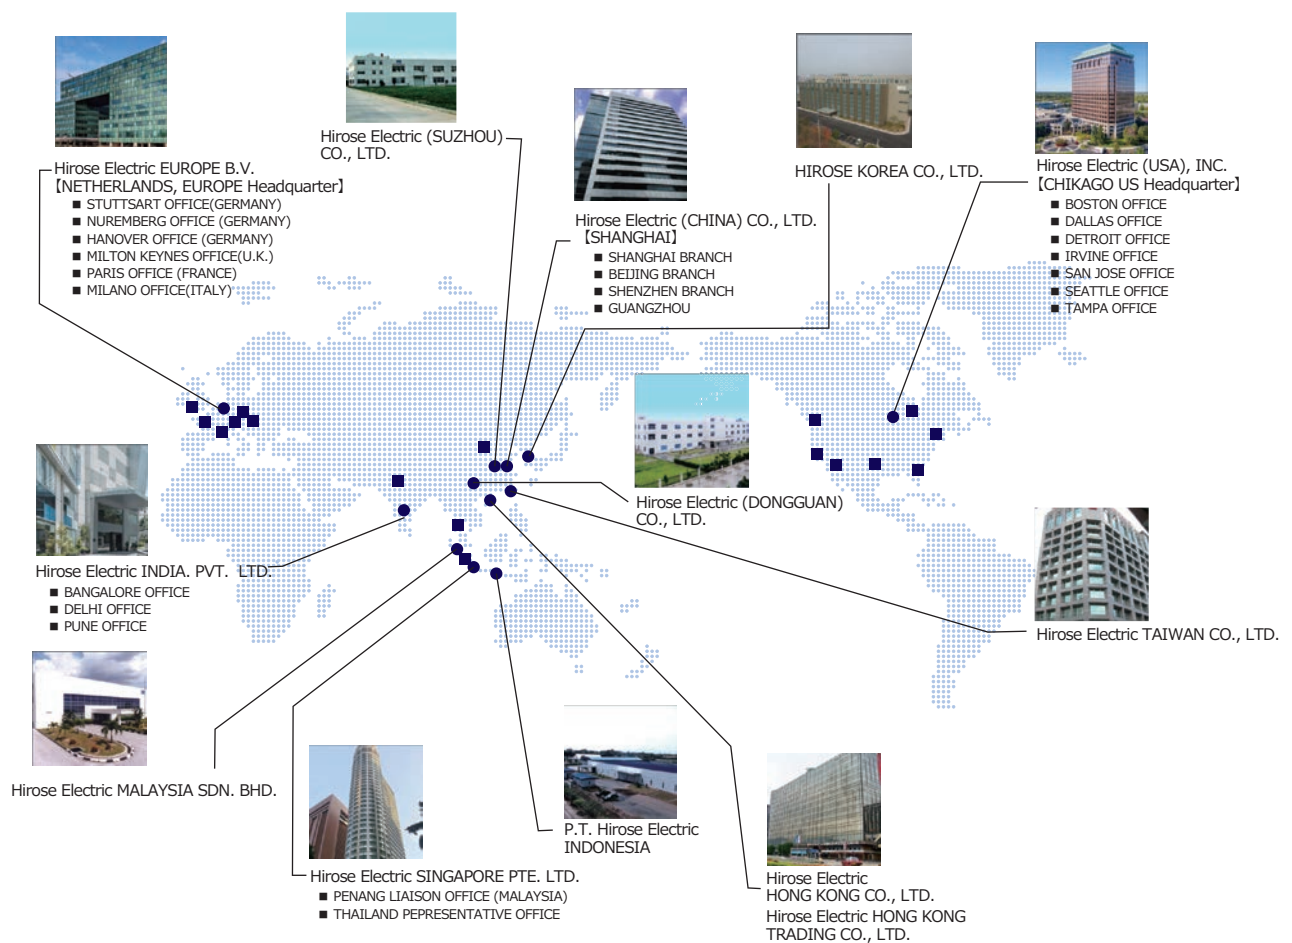 Hirose Electric EUROPE B.V.
【NETHERLANDS, EUROPE Headquarter】
■ STUTTSART OFFICE(GERMANY)
■ NUREMBERG OFFICE (GERMANY)
■ HANOVER OFFICE (GERMANY)
■ MILTON KEYNES OFFICE(U.K.)
■ PARIS OFFICE (FRANCE)
■ MILANO OFFICE(ITALY)
Hirose Electric (SUZHOU)
CO., LTD.
Hirose Electric (CHINA) CO., LTD.
【SHANGHAI】
■ SHANGHAI BRANCH
■ BEIJING BRANCH
■ SHENZHEN BRANCH
■ GUANGZHOU
HIROSE KOREA CO., LTD.
Hirose Electric (USA), INC.
【CHIKAGO US Headquarter】
■ BOSTON OFFICE
■ DALLAS OFFICE
■ DETROIT OFFICE
■ IRVINE OFFICE
■ SAN JOSE OFFICE
■ SEATTLE OFFICE
■ TAMPA OFFICE
Hirose Electric (DONGGUAN)
CO., LTD.
Hirose Electric INDIA. PVT. LTD.
■ BANGALORE OFFICE
■ DELHI OFFICE
■ PUNE OFFICE
Hirose Electric TAIWAN CO., LTD.
Hirose Electric MALAYSIA SDN. BHD.
Hirose Electric SINGAPORE PTE. LTD.
■ PENANG LIAISON OFFICE (MALAYSIA)
■ THAILAND PEPRESENTATIVE OFFICE
P.T. Hirose Electric
INDONESIA
Hirose Electric
HONG KONG CO., LTD.
Hirose Electric HONG KONG
TRADING CO., LTD.